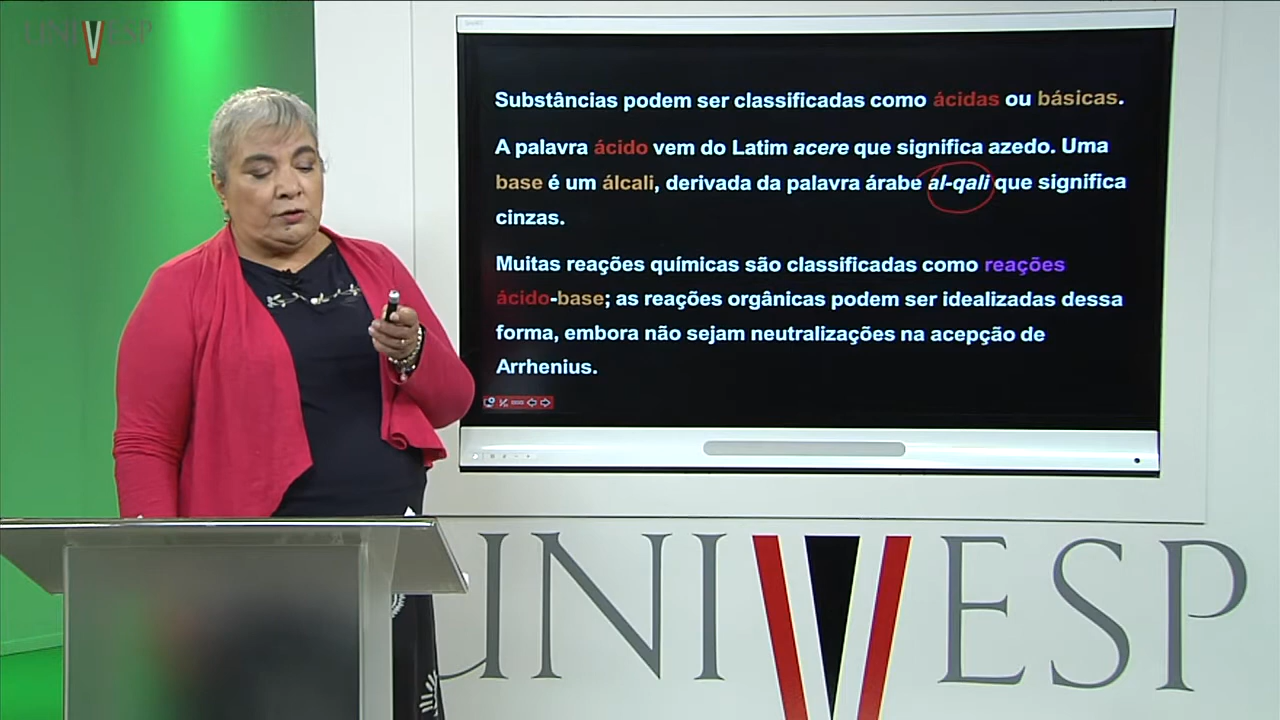 UNIVESP
Substâncias podem ser classificadas como ácidas ou básicas.
A palavra ácido vem do Latim acere que significa azedo. Uma
base é um álcali, derivada da palavra árabe al-qali que significa
cinzas.
Muitas reações químicas são classificadas como reações
ácido-base; as reações orgânicas podem ser idealizadas dessa
forma, embora não sejam neutralizações na acepção de
Arrhenius.
UNIVESP